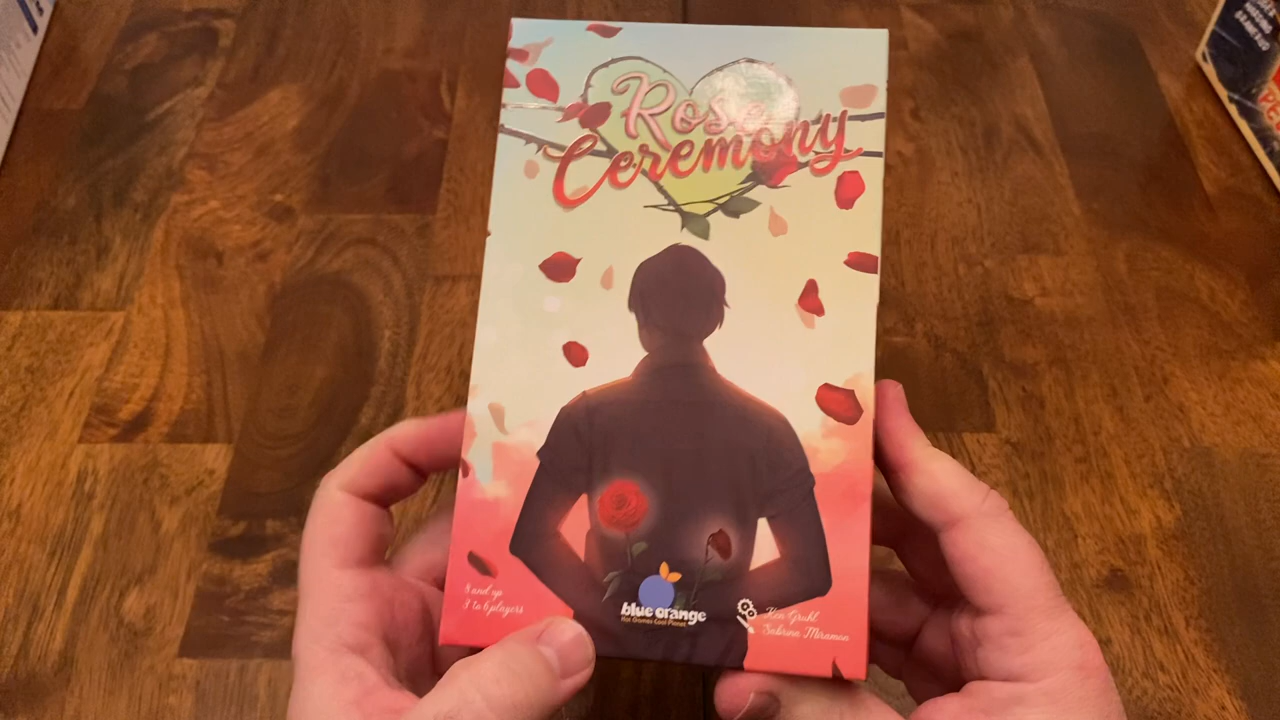 Rose
Ceremony
8 and up
3 to 6 players
blue orange
Hot Games Cool Planet
Ken Gruhl
Sabrina Miramon